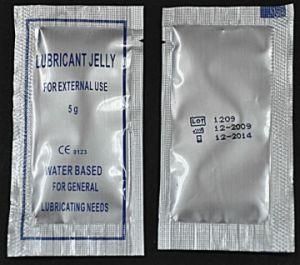 LUBRICANT JELLY
FOR EXTERNAL USE
5 g
CE 0123
WATER BASED
FOR GENERAL
LUBRICATING NEEDS
LOT 1209
12-2009
12-2014